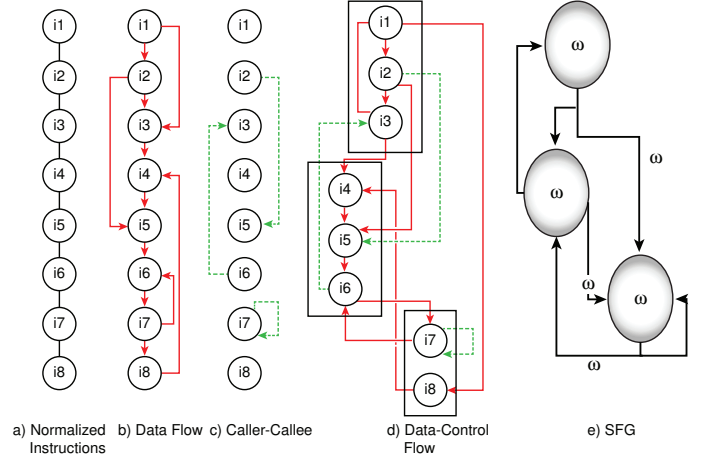 i1
i2
i3
i4
i5
i6
i7
i8
a) Normalized
Instructions
i1
i2
i3
i4
i5
i6
i7
i8
b) Data Flow
i1
i2
i3
i4
i5
i6
i7
i8
c) Caller-Callee
i1
i2
i3
i4
i5
i6
i7
i8
d) Data-Control
Flow
ω
ω
ω
ω
ω
ω
e) SFG